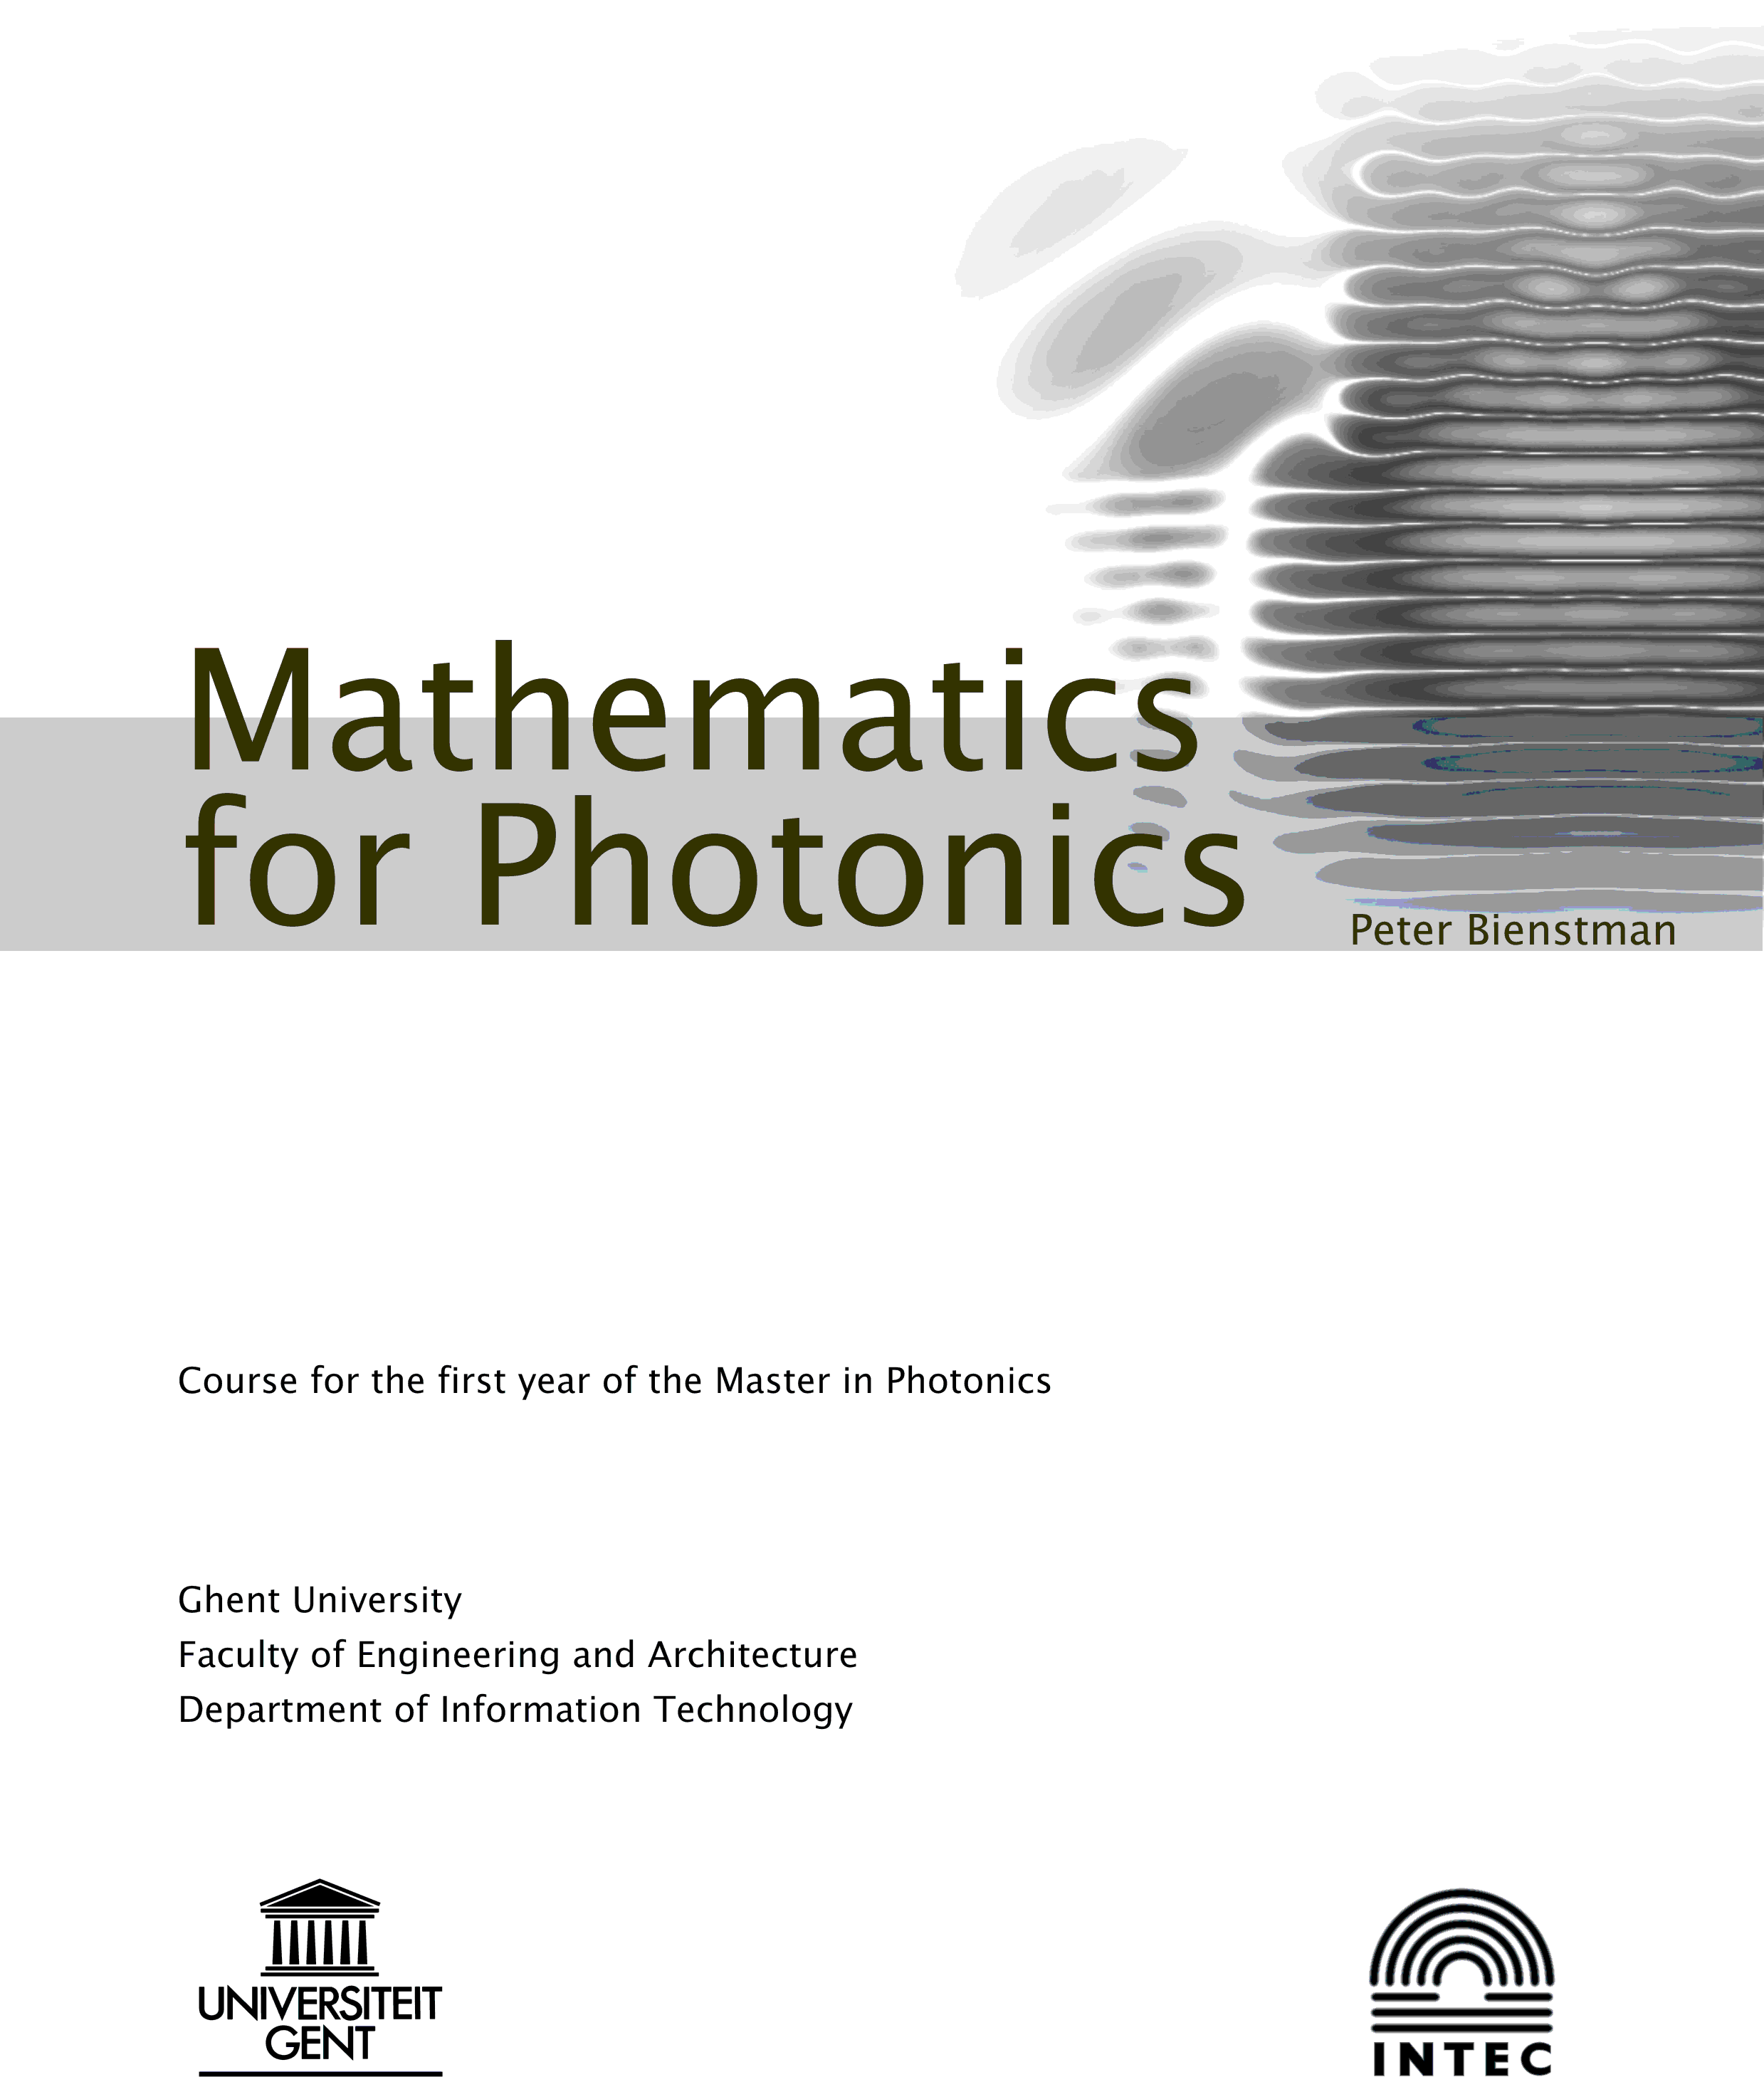 Mathematics
for Photonics
Peter Bienstman
Course for the first year of the Master in Photonics
Ghent University
Faculty of Engineering and Architecture
Department of Information Technology
UNIVERSITEIT
GENT
INTEC